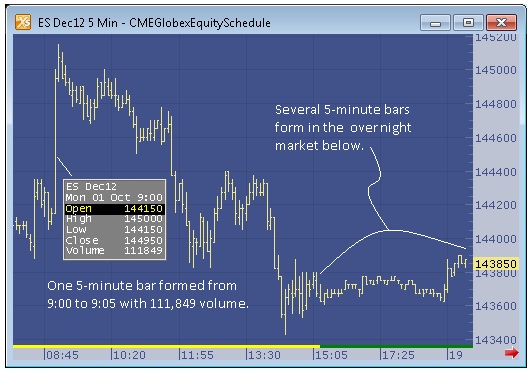 ES Dec12 5 Min - CMEGlobexEquitySchedule
145200
145000
144800
144600
144400
144200
144000
143850
143600
143400
Several 5-minute bars
form in the overnight
market below.
ES Dec12
Mon 01 Oct 9:00
Open 144150
High 145000
Low 144150
Close 144950
Volume 111849
One 5-minute bar formed from
9:00 to 9:05 with 111,849 volume.
08:45 10:20 11:55 13:30 15:05 17:25 19